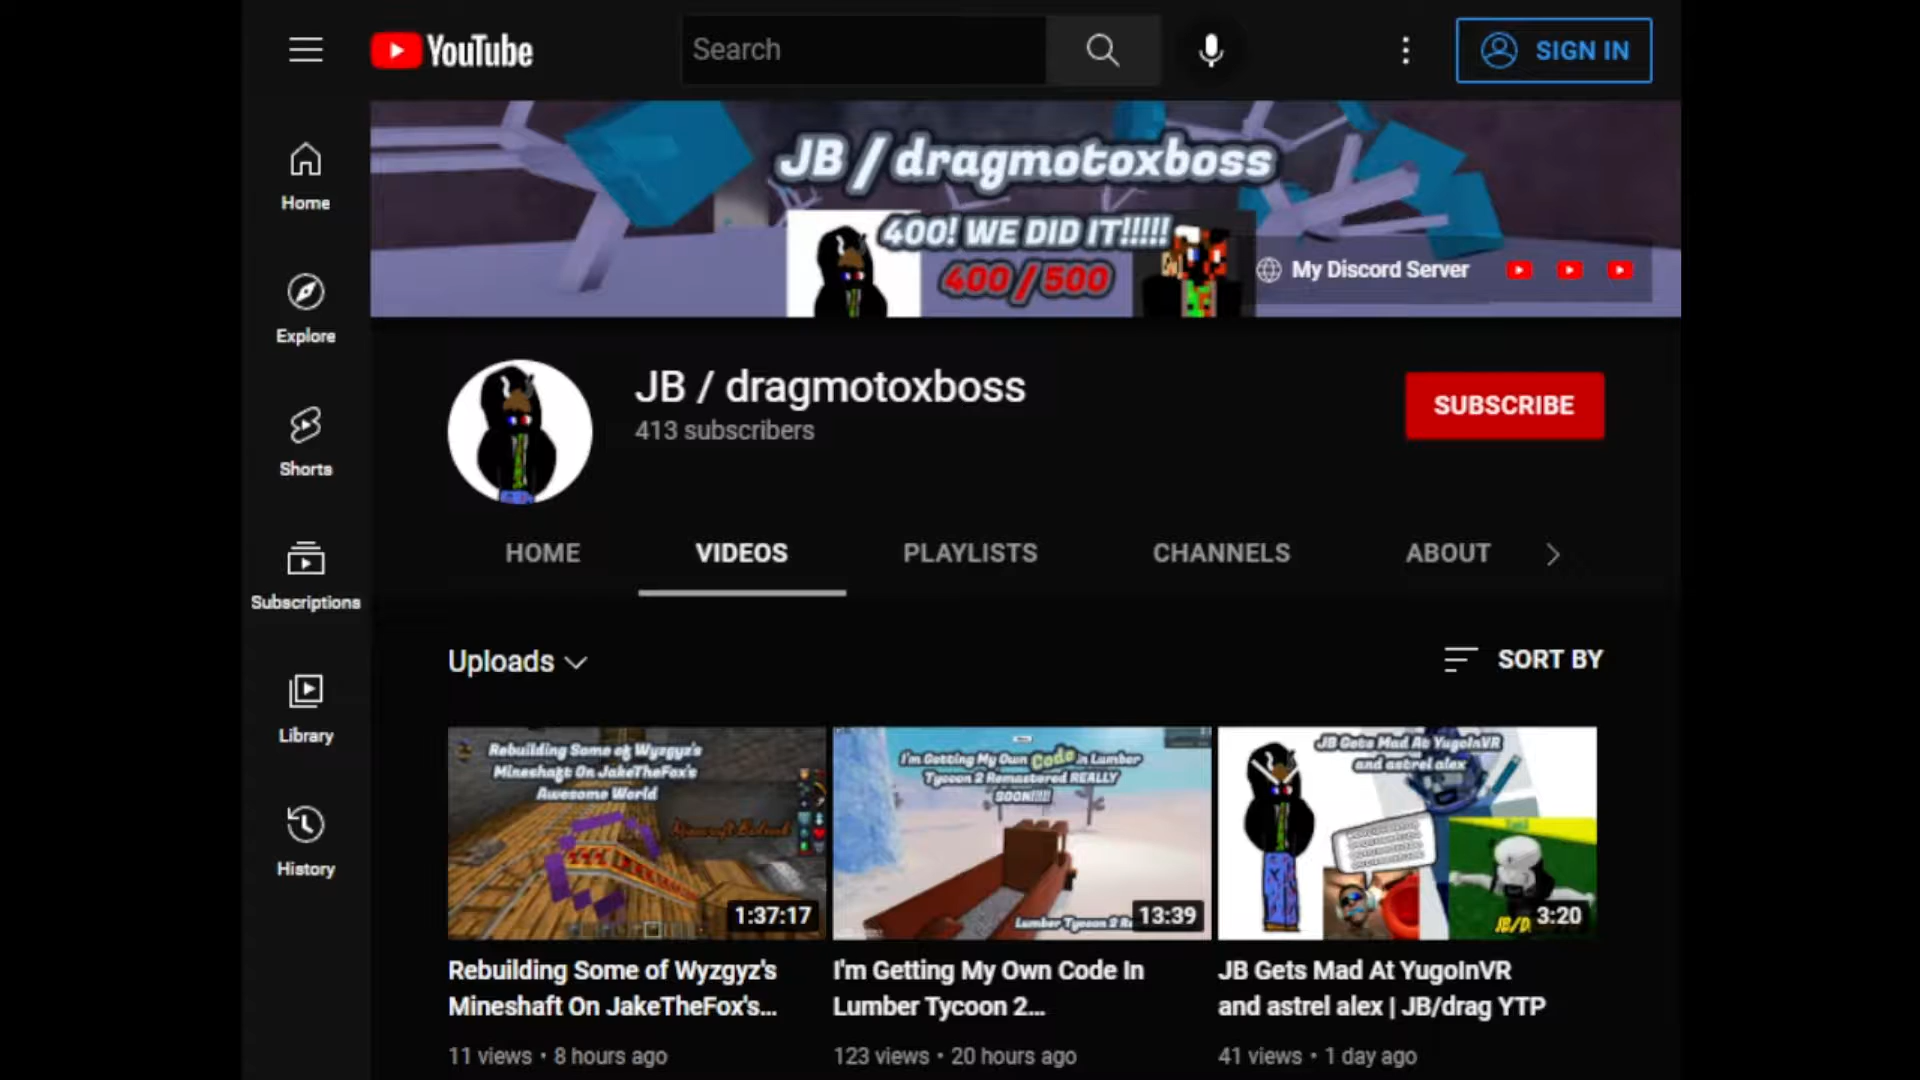 YouTube
Search
SIGN IN
Home
Explore
Shorts
Subscriptions
Library
History
JB / dragmotoxboss
400! WE DID IT!!!!!
400/500
My Discord Server
JB / dragmotoxboss
413 subscribers
SUBSCRIBE
HOME
VIDEOS
PLAYLISTS
CHANNELS
ABOUT
Uploads
SORT BY
Rebuilding Some of Wyzgyz's
Mineshaft On JakeTheFox's
Awesome World
Minecraft Bedrock
1:37:17
I'm Getting My Own Code In Lumber
Tycoon 2 Remastered REALLY
SOON!!!!!
Lumber Tycoon 2 Re
13:39
JB Gets Mad At YugoInVR
and astrel alex
JB/D
3:20
Rebuilding Some of Wyzgyz's
Mineshaft On JakeTheFox's...
11 views • 8 hours ago
I'm Getting My Own Code In
Lumber Tycoon 2...
123 views • 20 hours ago
JB Gets Mad At YugoInVR
and astrel alex | JB/drag YTP
41 views • 1 day ago